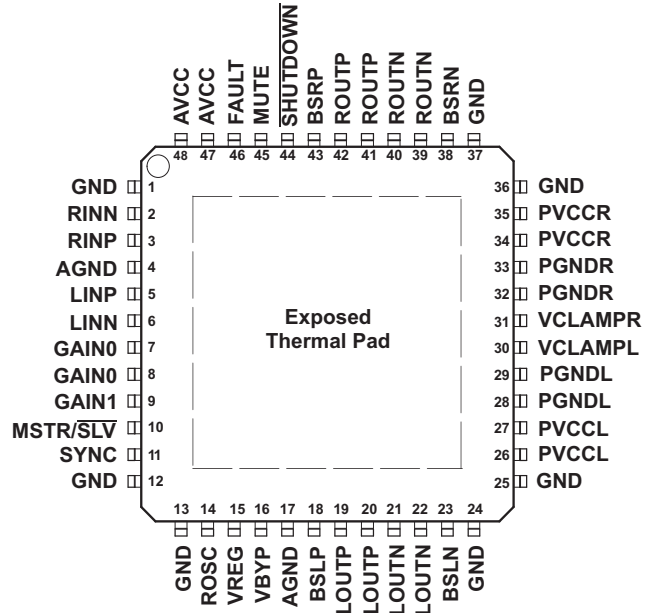 AVCC
AVCC
FAULT
MUTE
SHUTDOWN
BSRP
ROUTP
ROUTP
ROUTN
ROUTN
BSRN
GND
48 47 46 45 44 43 42 41 40 39 38 37
GND 1
RINN 2
RINP 3
AGND 4
LINP 5
LINN 6
GAIN0 7
GAIN0 8
GAIN1 9
MSTR/SLV 10
SYNC 11
GND 12
Exposed
Thermal Pad
36 GND
35 PVCCR
34 PVCCR
33 PGNDR
32 PGNDR
31 VCLAMPR
30 VCLAMPL
29 PGNDL
28 PGNDL
27 PVCCL
26 PVCCL
25 GND
13 14 15 16 17 18 19 20 21 22 23 24
GND
ROSC
VREG
VBYP
AGND
BSLP
LOUTP
LOUTP
LOUTN
LOUTN
BSLN
GND